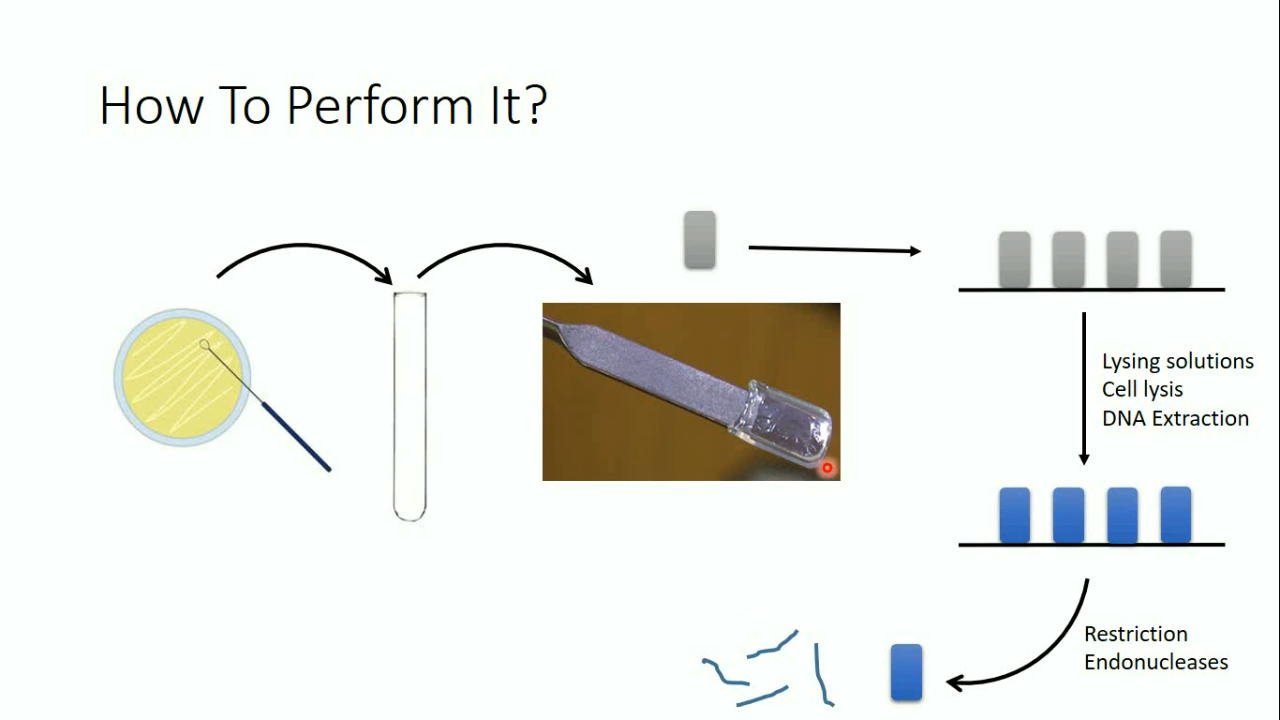 How To Perform It?
Lysing solutions
Cell lysis
DNA Extraction
Restriction
Endonucleases